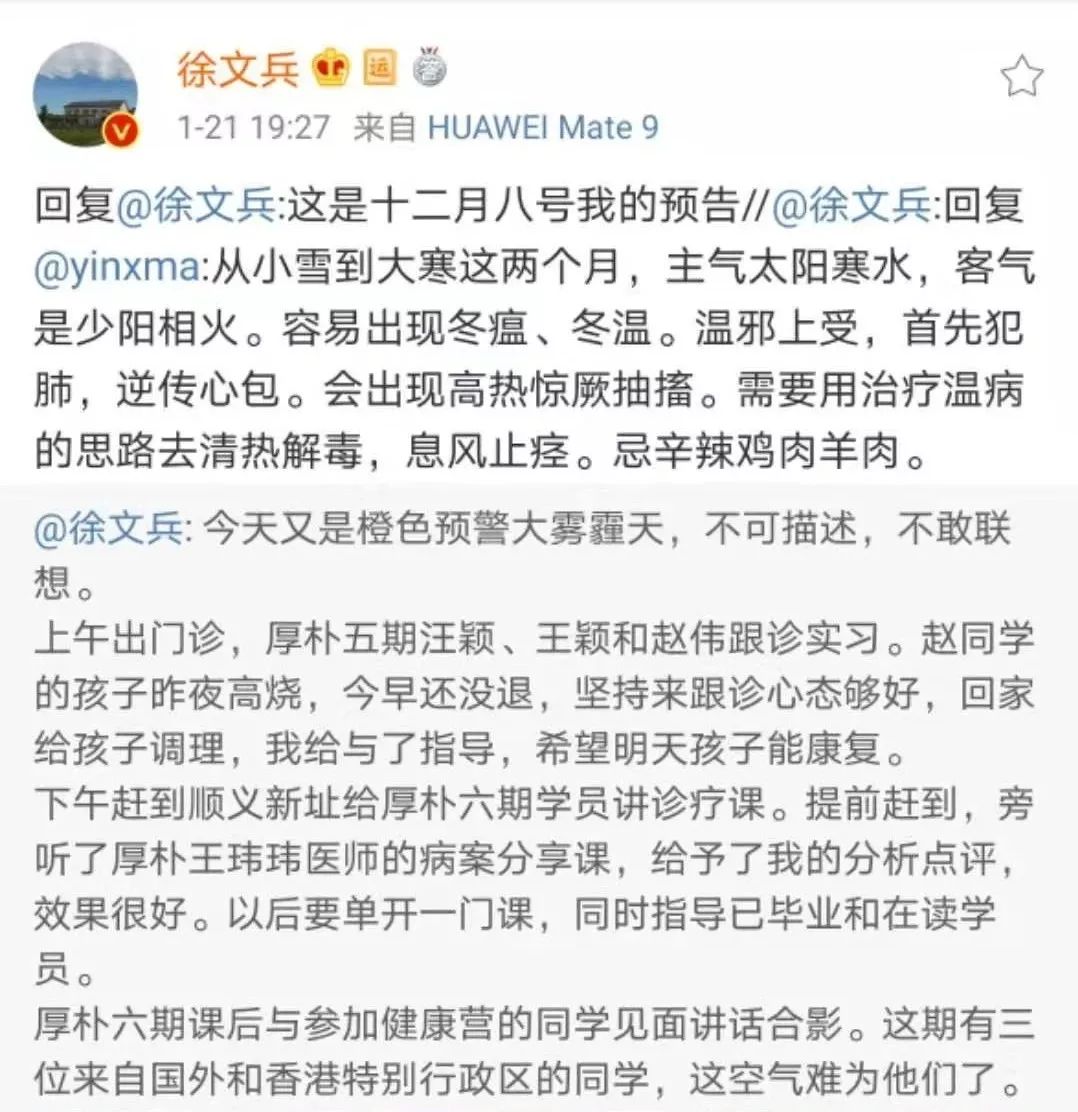 徐文兵 运 答
1-21 19:27 来自 HUAWEI Mate 9
回复@徐文兵:这是十二月八号我的预告//@徐文兵:回复
@yinxma:从小雪到大寒这两个月，主气太阳寒水，客气
是少阳相火。容易出现冬瘟、冬温。温邪上受，首先犯
肺，逆传心包。会出现高热惊厥抽搐。需要用治疗温病
的思路去清热解毒，息风止痉。忌辛辣鸡肉羊肉。
@徐文兵: 今天又是橙色预警大雾霾天，不可描述，不敢联
想。
上午出门诊，厚朴五期汪颖、王颖和赵伟跟诊实习。赵同学
的孩子昨夜高烧，今早还没退，坚持来跟诊心态够好，回家
给孩子调理，我给与了指导，希望明天孩子能康复。
下午赶到顺义新址给厚朴六期学员讲诊疗课。提前赶到，旁
听了厚朴王玮玮医师的病案分享课，给予了我的分析点评，
效果很好。以后要单开一门课，同时指导已毕业和在读学
员。
厚朴六期课后与参加健康营的同学见面讲话合影。这期有三
位来自国外和香港特别行政区的同学，这空气难为他们了。